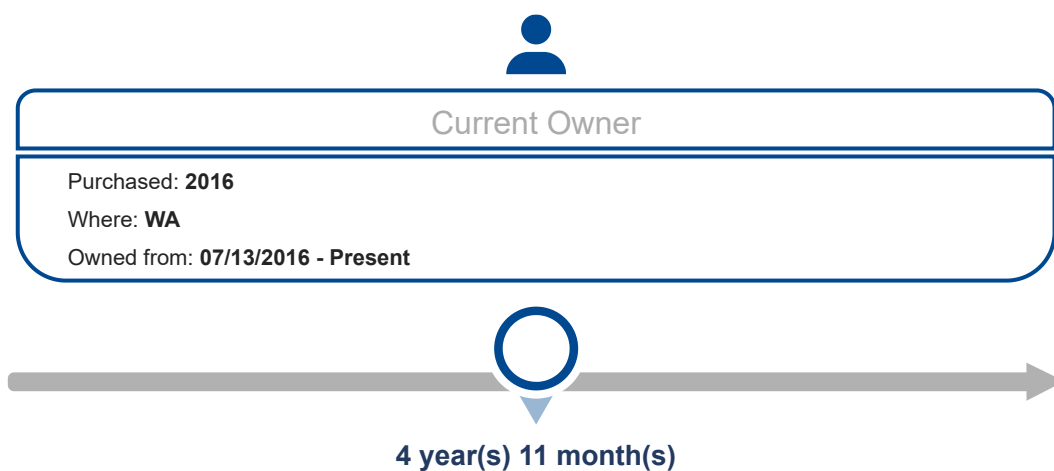 Current Owner
Purchased: 2016
Where: WA
Owned from: 07/13/2016 - Present
4 year(s) 11 month(s)